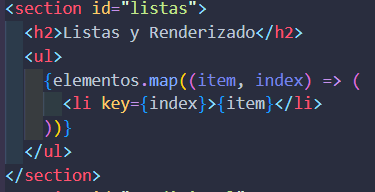 <section id="listas">
<h2>Listas y Renderizado</h2>
<ul>
{elementos.map((item, index) => (
<li key={index}>{item}</li>
))}
</ul>
</section>